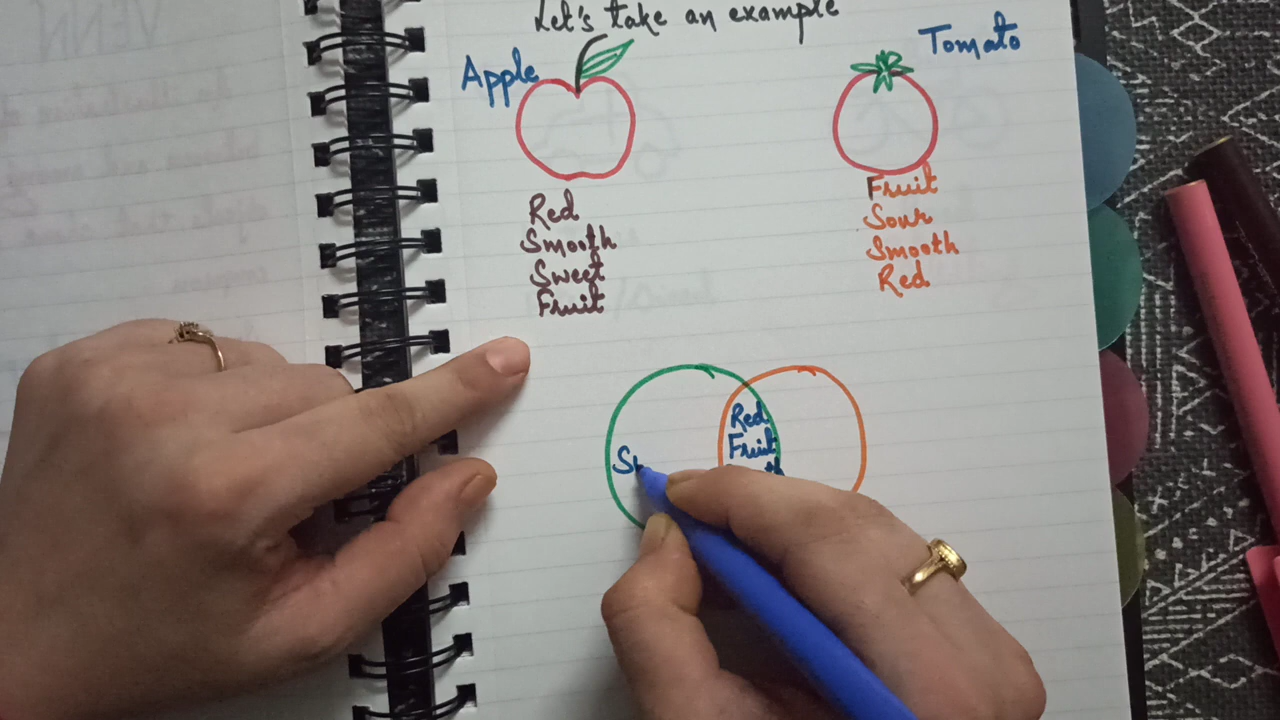 Let's take an example
Apple
Tomato
Red
Smooth
Sweet
Fruit
Fruit
Sour
Smooth
Red
Red
Fruit